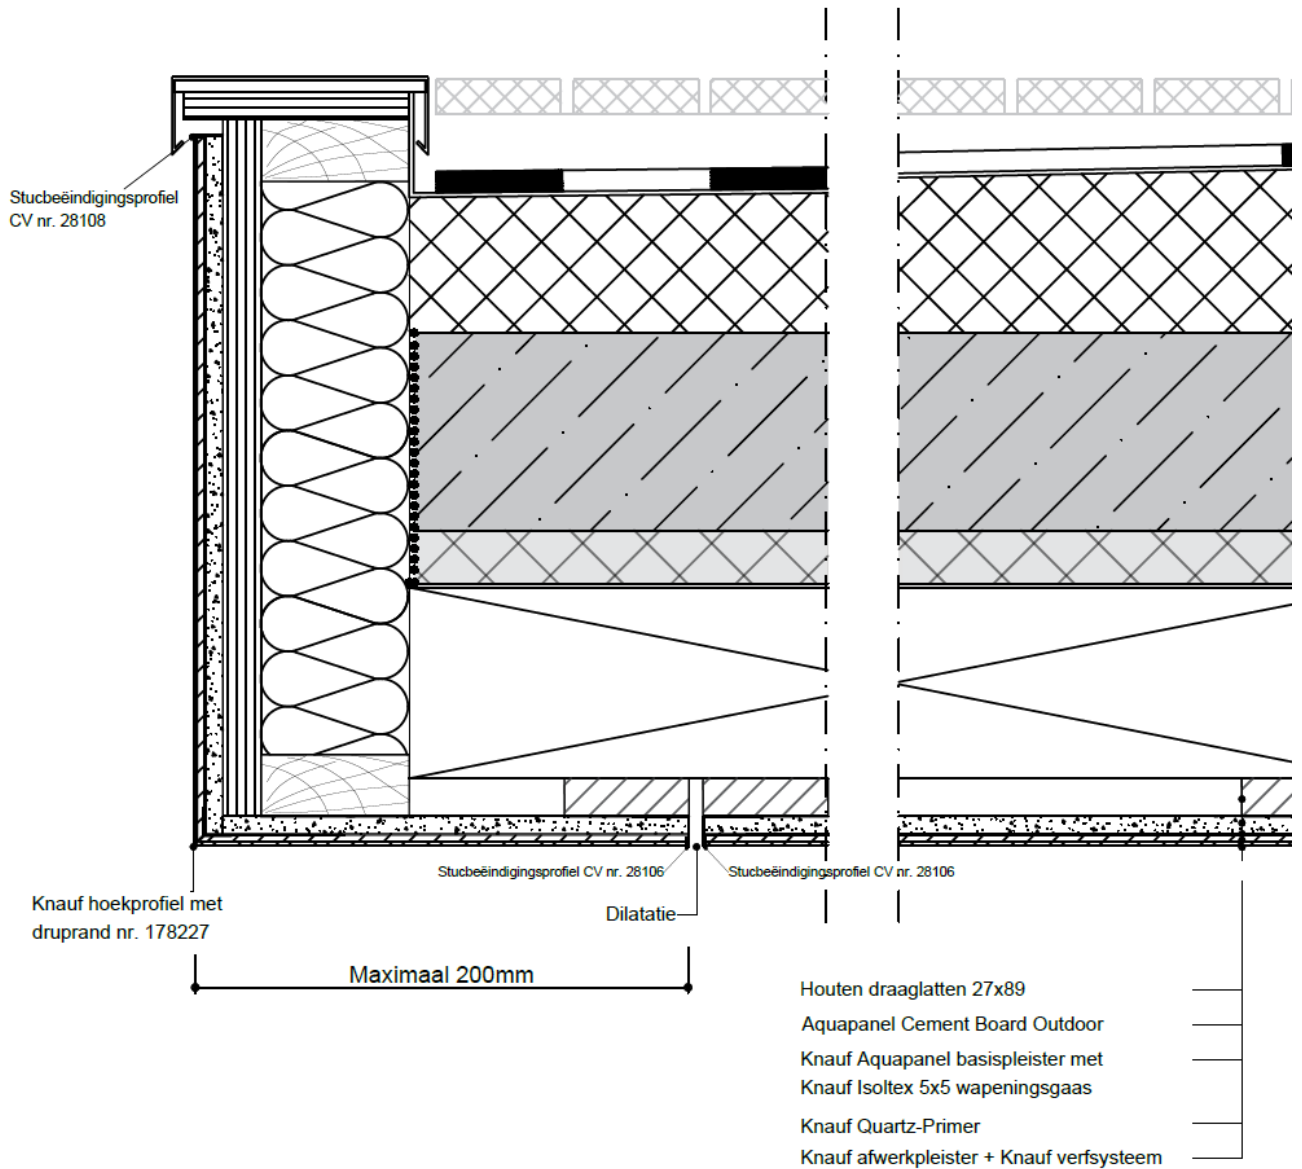 Stucbeëindigingsprofiel
CV nr. 28108
Stucbeëindigingsprofiel CV nr. 28106
Stucbeëindigingsprofiel CV nr. 28106
Knauf hoekprofiel met
druprand nr. 178227
Dilatatie
Maximaal 200mm
Houten draaglatten 27x89
Aquapanel Cement Board Outdoor
Knauf Aquapanel basispleister met
Knauf Isoltex 5x5 wapeningsgaas
Knauf Quartz-Primer
Knauf afwerkpleister + Knauf verfsysteem